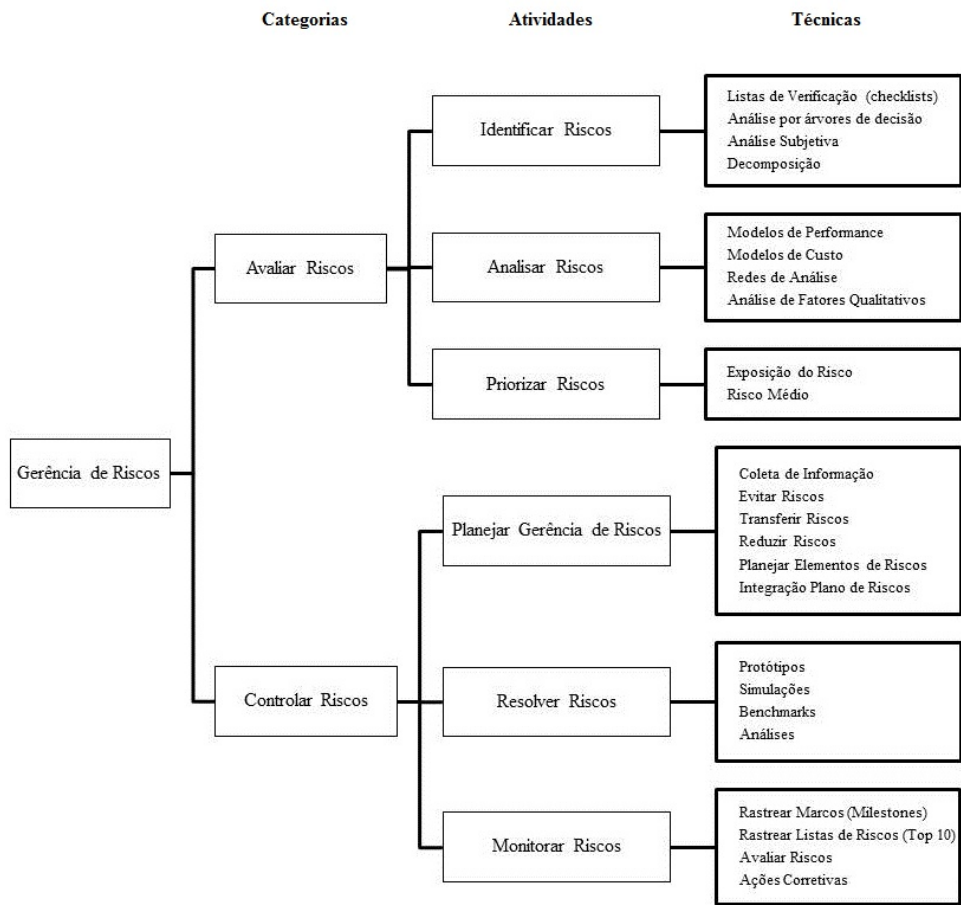 Categorias
Atividades
Técnicas
Gerência de Riscos
Avaliar Riscos
Identificar Riscos
Listas de Verificação (checklists)
Análise por árvores de decisão
Análise Subjetiva
Decomposição
Analisar Riscos
Modelos de Performance
Modelos de Custo
Redes de Análise
Análise de Fatores Qualitativos
Priorizar Riscos
Exposição do Risco
Risco Médio
Controlar Riscos
Planejar Gerência de Riscos
Coleta de Informação
Evitar Riscos
Transferir Riscos
Reduzir Riscos
Planejar Elementos de Riscos
Integração Plano de Riscos
Resolver Riscos
Protótipos
Simulações
Benchmarks
Análises
Monitorar Riscos
Rastrear Marcos (Milestones)
Rastrear Listas de Riscos (Top 10)
Avaliar Riscos
Ações Corretivas